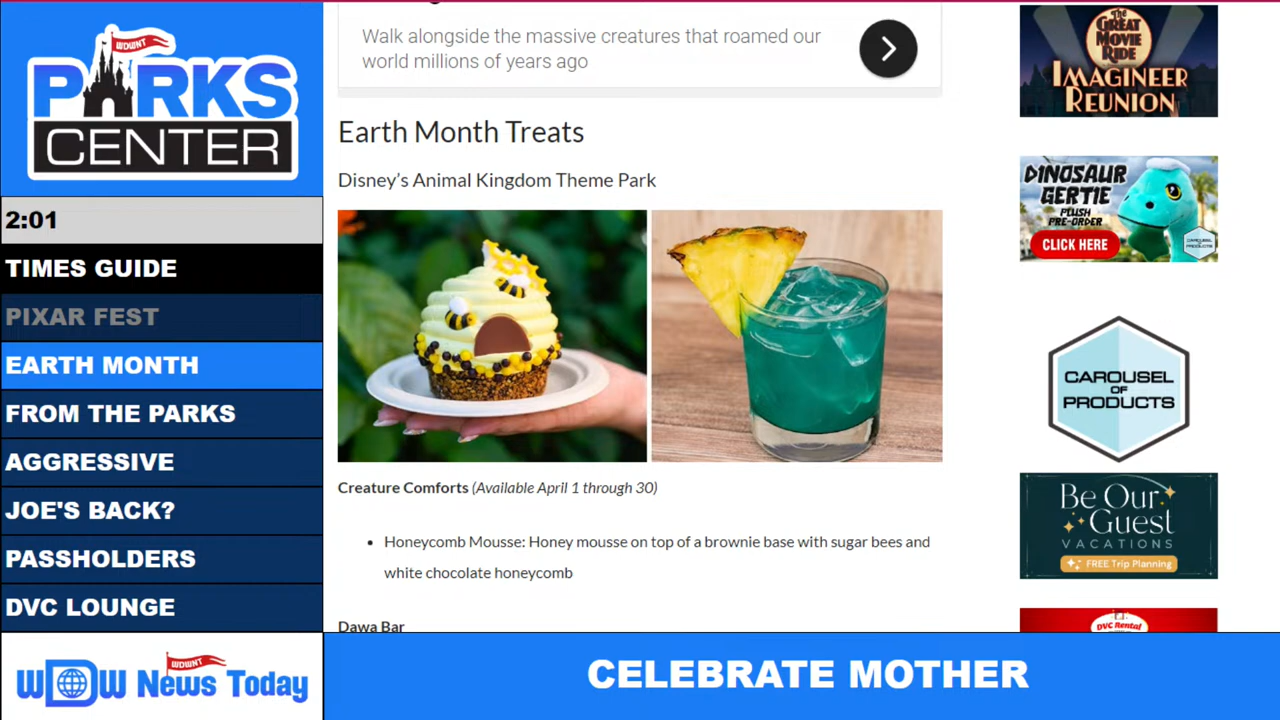 WDWNT
PARKS
CENTER
2:01
TIMES GUIDE
PIXAR FEST
EARTH MONTH
FROM THE PARKS
AGGRESSIVE
JOE'S BACK?
PASSHOLDERS
DVC LOUNGE
WDWNT
WDW News Today
Walk alongside the massive creatures that roamed our
world millions of years ago
Earth Month Treats
Disney's Animal Kingdom Theme Park
Creature Comforts (Available April 1 through 30)
• Honeycomb Mousse: Honey mousse on top of a brownie base with sugar bees and
white chocolate honeycomb
Dawa Bar
The
GREAT
MOVIE
RIDE
IMAGINEER
REUNION
DINOSAUR
GERTIE
PLUSH
PRE-ORDER
CLICK HERE
CAROUSEL
OF
PRODUCTS
CAROUSEL
OF
PRODUCTS
Be Our
Guest
VACATIONS
FREE Trip Planning
DVC Rental
CELEBRATE MOTHER